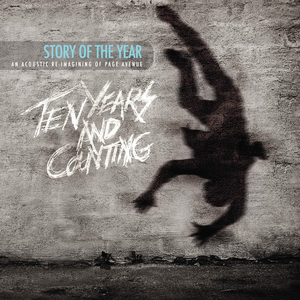 STORY OF THE YEAR
AN ACOUSTIC RE-IMAGINING OF PAGE AVENUE
TEN YEARS
AND
COUNTING